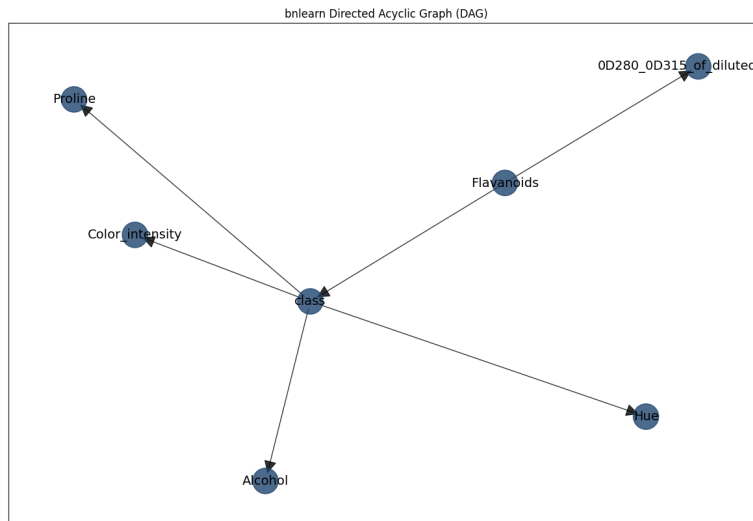 bnlearn Directed Acyclic Graph (DAG)
0D280_0D315_of_diluted
Proline
Flavanoids
Color_intensity
class
Hue
Alcohol